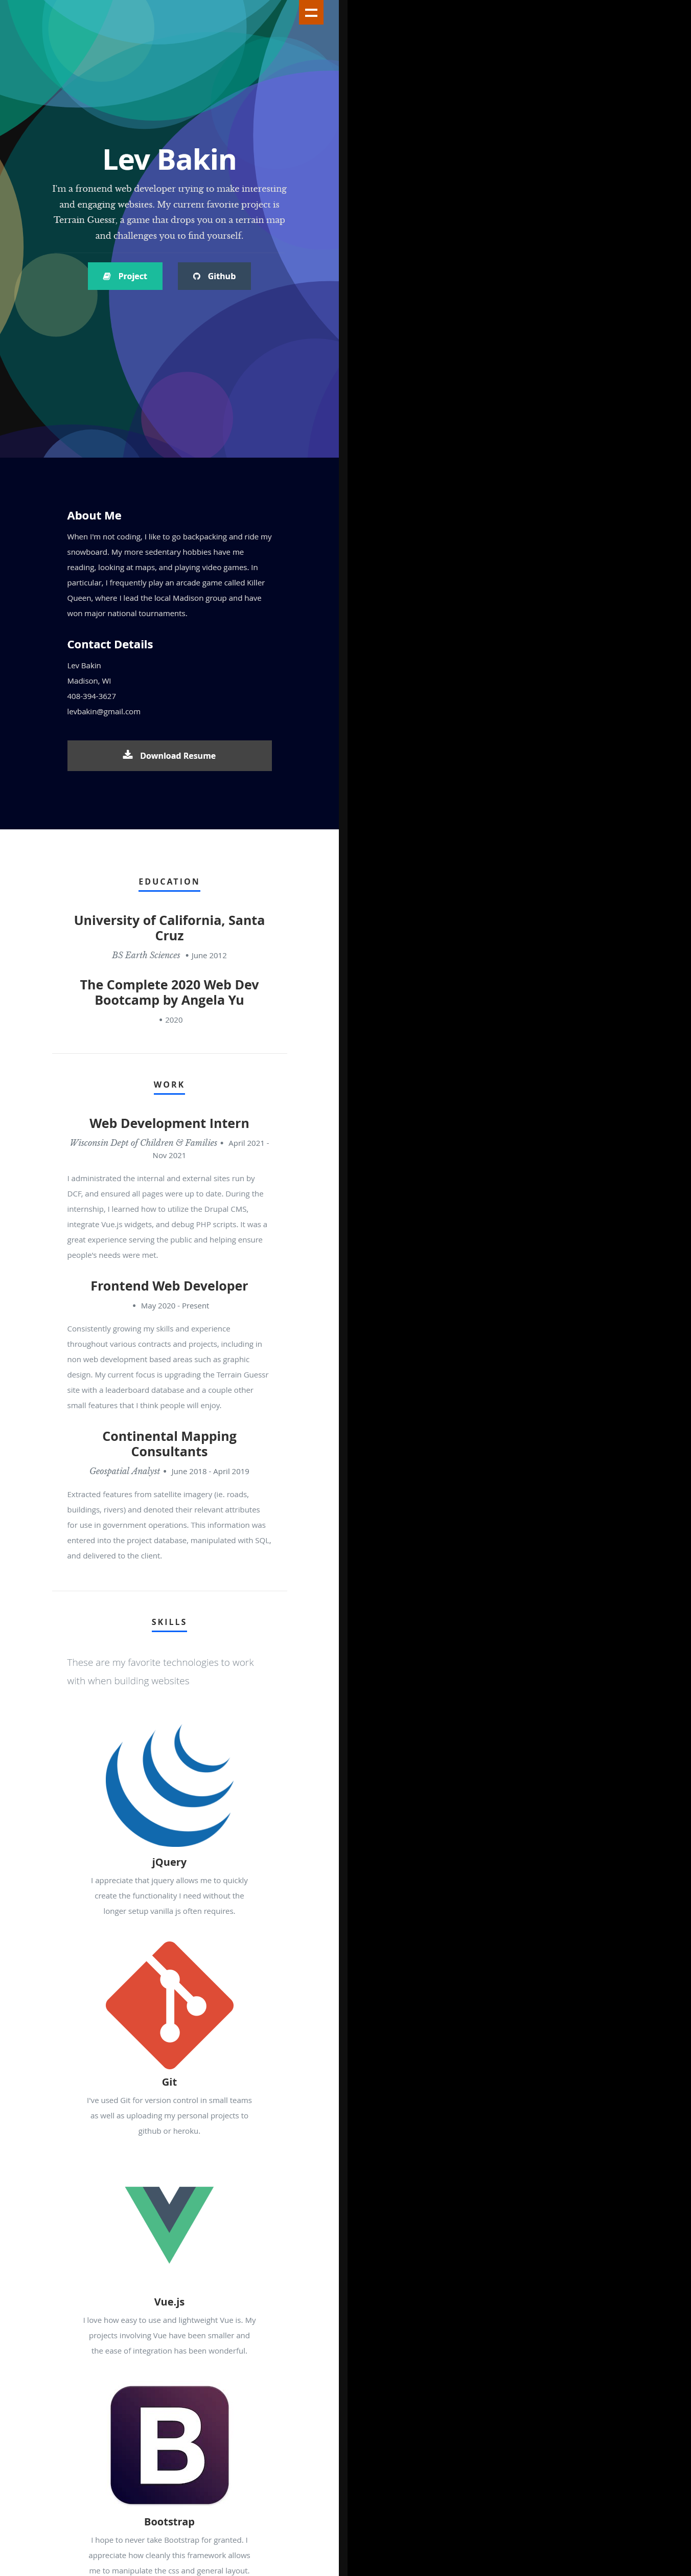 Lev Bakin
I'm a frontend web developer trying to make interesting
and engaging websites. My current favorite project is
Terrain Guessr, a game that drops you on a terrain map
and challenges you to find yourself.
Project
Github
About Me
When I'm not coding, I like to go backpacking and ride my
snowboard. My more sedentary hobbies have me
reading, looking at maps, and playing video games. In
particular, I frequently play an arcade game called Killer
Queen, where I lead the local Madison group and have
won major national tournaments.
Contact Details
Lev Bakin
Madison, WI
408-394-3627
levbakin@gmail.com
Download Resume
EDUCATION
University of California, Santa
Cruz
BS Earth Sciences • June 2012
The Complete 2020 Web Dev
Bootcamp by Angela Yu
• 2020
WORK
Web Development Intern
Wisconsin Dept of Children & Families • April 2021 -
Nov 2021
I administrated the internal and external sites run by
DCF, and ensured all pages were up to date. During the
internship, I learned how to utilize the Drupal CMS,
integrate Vue.js widgets, and debug PHP scripts. It was a
great experience serving the public and helping ensure
people's needs were met.
Frontend Web Developer
• May 2020 - Present
Consistently growing my skills and experience
throughout various contracts and projects, including in
non web development based areas such as graphic
design. My current focus is upgrading the Terrain Guessr
site with a leaderboard database and a couple other
small features that I think people will enjoy.
Continental Mapping
Consultants
Geospatial Analyst • June 2018 - April 2019
Extracted features from satellite imagery (ie. roads,
buildings, rivers) and denoted their relevant attributes
for use in government operations. This information was
entered into the project database, manipulated with SQL,
and delivered to the client.
SKILLS
These are my favorite technologies to work
with when building websites
jQuery
I appreciate that jquery allows me to quickly
create the functionality I need without the
longer setup vanilla js often requires.
Git
I've used Git for version control in small teams
as well as uploading my personal projects to
github or heroku.
Vue.js
I love how easy to use and lightweight Vue is. My
projects involving Vue have been smaller and
the ease of integration has been wonderful.
B
Bootstrap
I hope to never take Bootstrap for granted. I
appreciate how cleanly this framework allows
me to manipulate the css and general layout.